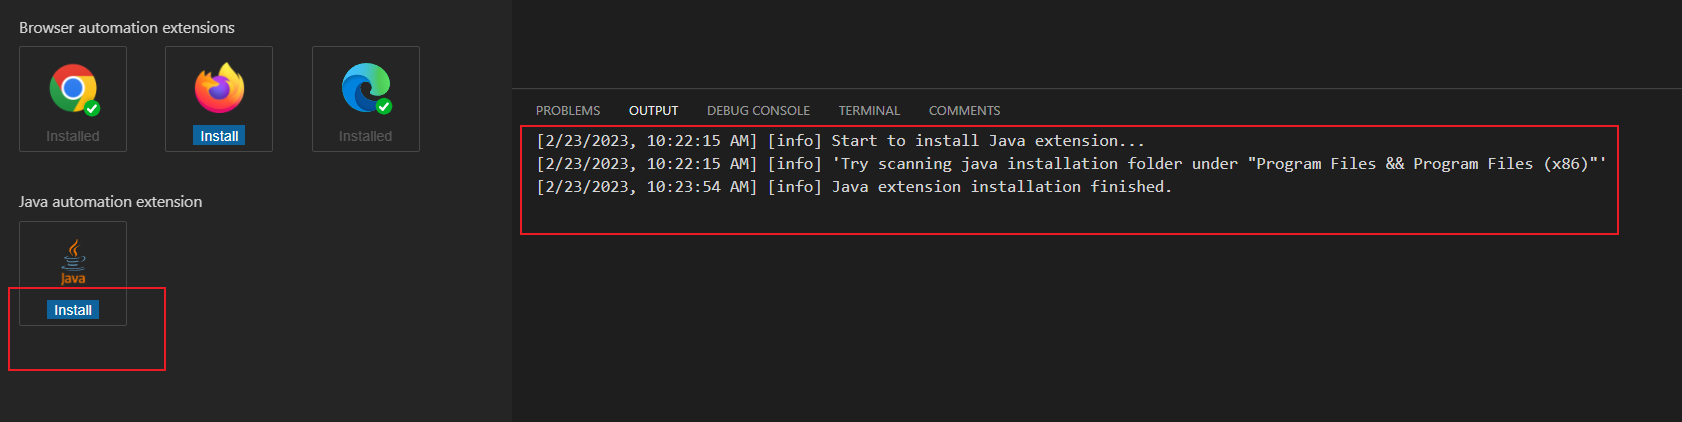 Browser automation extensions
Installed
Install
Installed
Java automation extension
java
Install
PROBLEMS OUTPUT DEBUG CONSOLE TERMINAL COMMENTS
[2/23/2023, 10:22:15 AM] [info] Start to install Java extension...
[2/23/2023, 10:22:15 AM] [info] 'Try scanning java installation folder under "Program Files && Program Files (x86)"'
[2/23/2023, 10:23:54 AM] [info] Java extension installation finished.